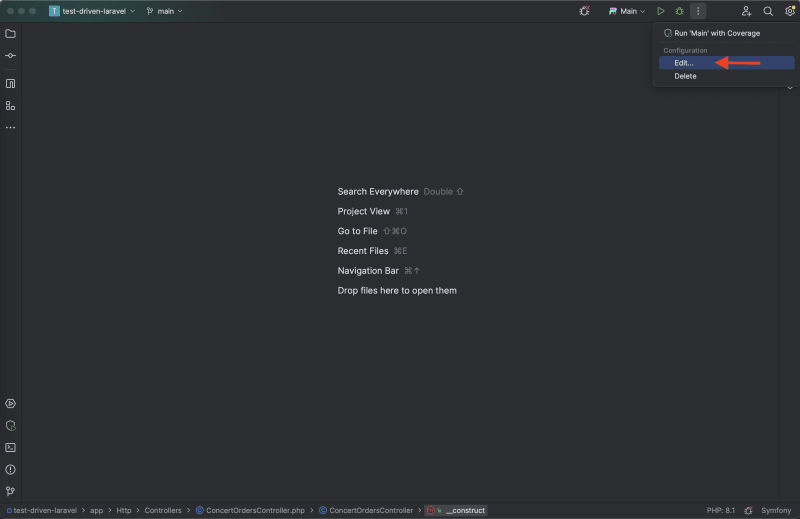 T test-driven-laravel main Main
Run 'Main' with Coverage
Configuration
Edit...
Delete
Search Everywhere Double ⇧
Project View ⌘1
Go to File ⇧⌘O
Recent Files ⌘E
Navigation Bar ⌘↑
Drop files here to open them
test-driven-laravel > app > Http > Controllers > ConcertOrdersController.php > ConcertOrdersController > __construct PHP: 8.1 Symfony